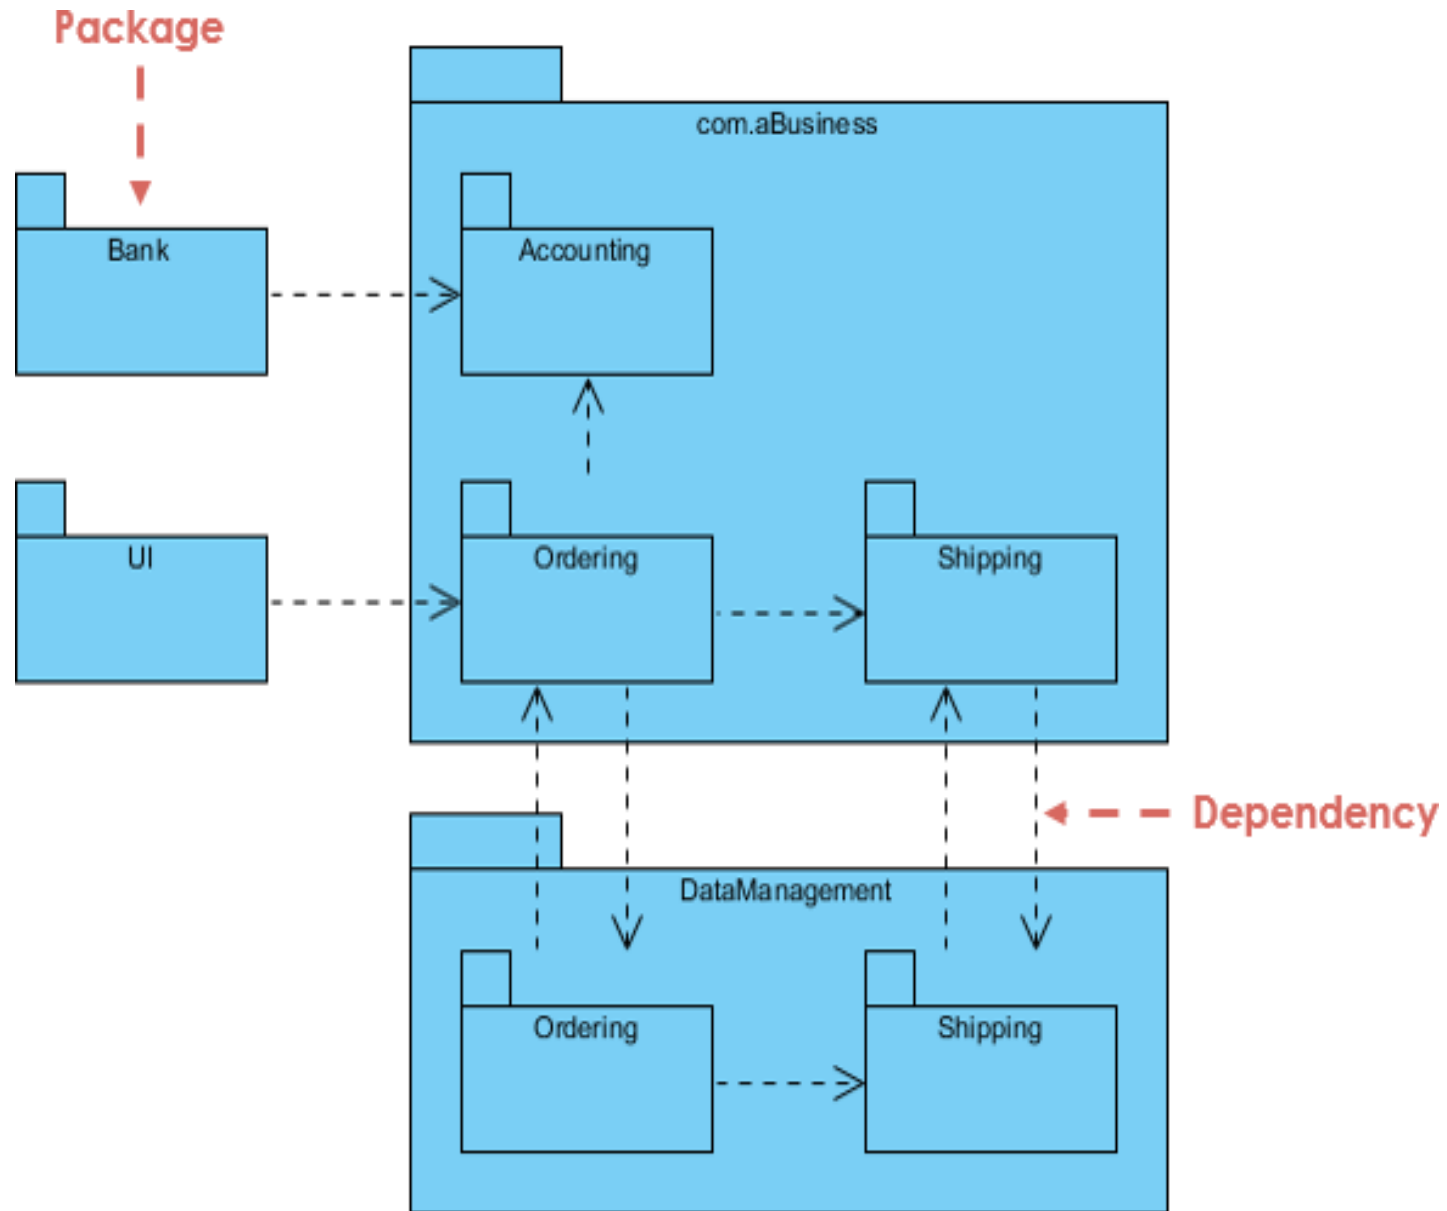 Package
com.aBusiness
Bank
Accounting
UI
Ordering
Shipping
Dependency
DataManagement
Ordering
Shipping